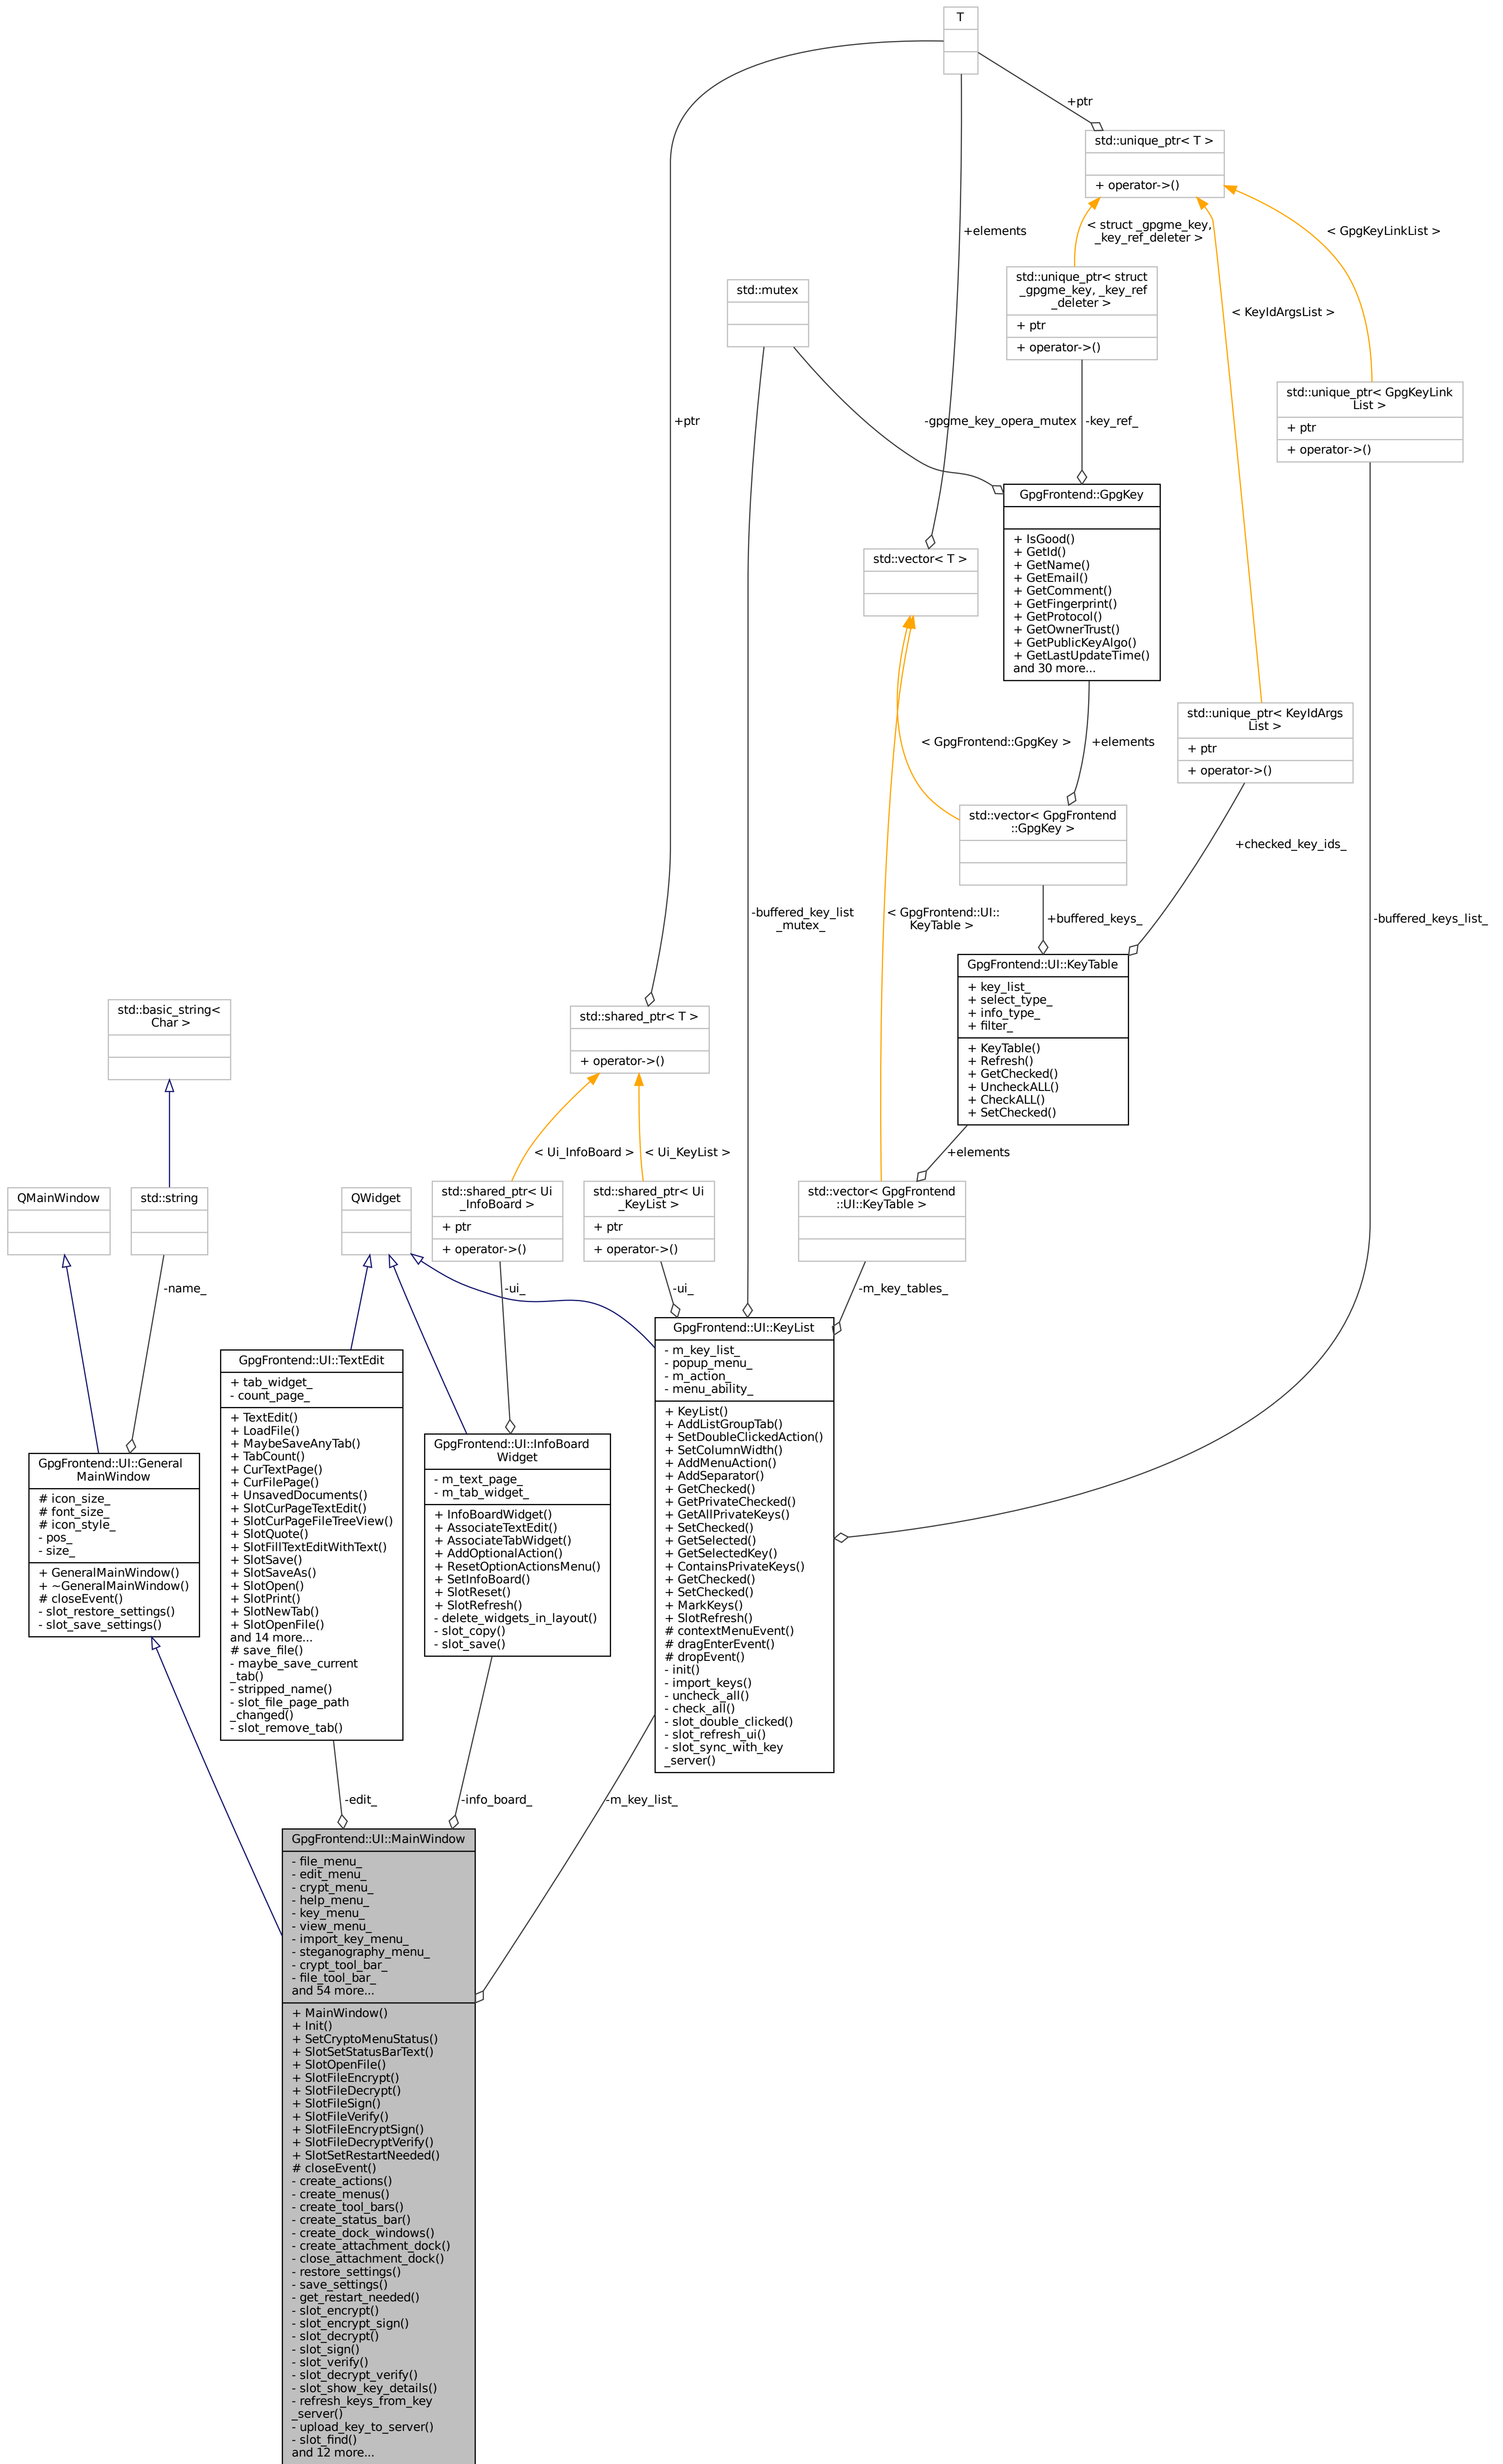 T
+ptr
std::unique_ptr< T >
+ operator->()
+elements
< struct _gpgme_key,
_key_ref_deleter >
< GpgKeyLinkList >
std::unique_ptr< struct
_gpgme_key, _key_ref
_deleter >
+ ptr
+ operator->()
std::mutex
< KeyIdArgsList >
std::unique_ptr< GpgKeyLink
List >
+ ptr
+ operator->()
+ptr
-gpgme_key_opera_mutex
-key_ref_
GpgFrontend::GpgKey
+ IsGood()
+ GetId()
+ GetName()
+ GetEmail()
+ GetComment()
+ GetFingerprint()
+ GetProtocol()
+ GetOwnerTrust()
+ GetPublicKeyAlgo()
+ GetLastUpdateTime()
and 30 more...
std::vector< T >
std::unique_ptr< KeyIdArgs
List >
+ ptr
+ operator->()
< GpgFrontend::GpgKey >
+elements
std::vector< GpgFrontend
::GpgKey >
+checked_key_ids_
-buffered_key_list
_mutex_
< GpgFrontend::UI::
KeyTable >
+buffered_keys_
-buffered_keys_list_
GpgFrontend::UI::KeyTable
+ key_list_
+ select_type_
+ info_type_
+ filter_
+ KeyTable()
+ Refresh()
+ GetChecked()
+ UncheckALL()
+ CheckALL()
+ SetChecked()
std::basic_string<
Char >
std::shared_ptr< T >
+ operator->()
< Ui_InfoBoard >
< Ui_KeyList >
+elements
QMainWindow
std::string
QWidget
std::shared_ptr< Ui
_InfoBoard >
+ ptr
+ operator->()
std::shared_ptr< Ui
_KeyList >
+ ptr
+ operator->()
std::vector< GpgFrontend
::UI::KeyTable >
-name_
-ui_
-ui_
-m_key_tables_
GpgFrontend::UI::KeyList
- m_key_list_
- popup_menu_
- m_action_
- menu_ability_
+ KeyList()
+ AddListGroupTab()
+ SetDoubleClickedAction()
+ SetColumnWidth()
+ AddMenuAction()
+ AddSeparator()
+ GetChecked()
+ GetPrivateChecked()
+ GetAllPrivateKeys()
+ SetChecked()
+ GetSelected()
+ GetSelectedKey()
+ ContainsPrivateKeys()
+ GetChecked()
+ SetChecked()
+ MarkKeys()
+ SlotRefresh()
# contextMenuEvent()
# dragEnterEvent()
# dropEvent()
- init()
- import_keys()
- uncheck_all()
- check_all()
- slot_double_clicked()
- slot_refresh_ui()
- slot_sync_with_key
_server()
GpgFrontend::UI::TextEdit
+ tab_widget_
- count_page_
+ TextEdit()
+ LoadFile()
+ MaybeSaveAnyTab()
+ TabCount()
+ CurTextPage()
+ CurFilePage()
+ UnsavedDocuments()
+ SlotCurPageTextEdit()
+ SlotCurPageFileTreeView()
+ SlotQuote()
+ SlotFillTextEditWithText()
+ SlotSave()
+ SlotSaveAs()
+ SlotOpen()
+ SlotPrint()
+ SlotNewTab()
+ SlotOpenFile()
and 14 more...
# save_file()
- maybe_save_current
_tab()
- stripped_name()
- slot_file_page_path
_changed()
- slot_remove_tab()
GpgFrontend::UI::InfoBoard
Widget
- m_text_page_
- m_tab_widget_
+ InfoBoardWidget()
+ AssociateTextEdit()
+ AssociateTabWidget()
+ AddOptionalAction()
+ ResetOptionActionsMenu()
+ SetInfoBoard()
+ SlotReset()
+ SlotRefresh()
- delete_widgets_in_layout()
- slot_copy()
- slot_save()
GpgFrontend::UI::General
MainWindow
# icon_size_
# font_size_
# icon_style_
- pos_
- size_
+ GeneralMainWindow()
+ ~GeneralMainWindow()
# closeEvent()
- slot_restore_settings()
- slot_save_settings()
-edit_
-info_board_
-m_key_list_
GpgFrontend::UI::MainWindow
- file_menu_
- edit_menu_
- crypt_menu_
- help_menu_
- key_menu_
- view_menu_
- import_key_menu_
- steganography_menu_
- crypt_tool_bar_
- file_tool_bar_
and 54 more...
+ MainWindow()
+ Init()
+ SetCryptoMenuStatus()
+ SlotSetStatusBarText()
+ SlotOpenFile()
+ SlotFileEncrypt()
+ SlotFileDecrypt()
+ SlotFileSign()
+ SlotFileVerify()
+ SlotFileEncryptSign()
+ SlotFileDecryptVerify()
+ SlotSetRestartNeeded()
# closeEvent()
- create_actions()
- create_menus()
- create_tool_bars()
- create_status_bar()
- create_dock_windows()
- create_attachment_dock()
- close_attachment_dock()
- restore_settings()
- save_settings()
- get_restart_needed()
- slot_encrypt()
- slot_encrypt_sign()
- slot_decrypt()
- slot_sign()
- slot_verify()
- slot_decrypt_verify()
- slot_show_key_details()
- refresh_keys_from_key
_server()
- upload_key_to_server()
- slot_find()
and 12 more...